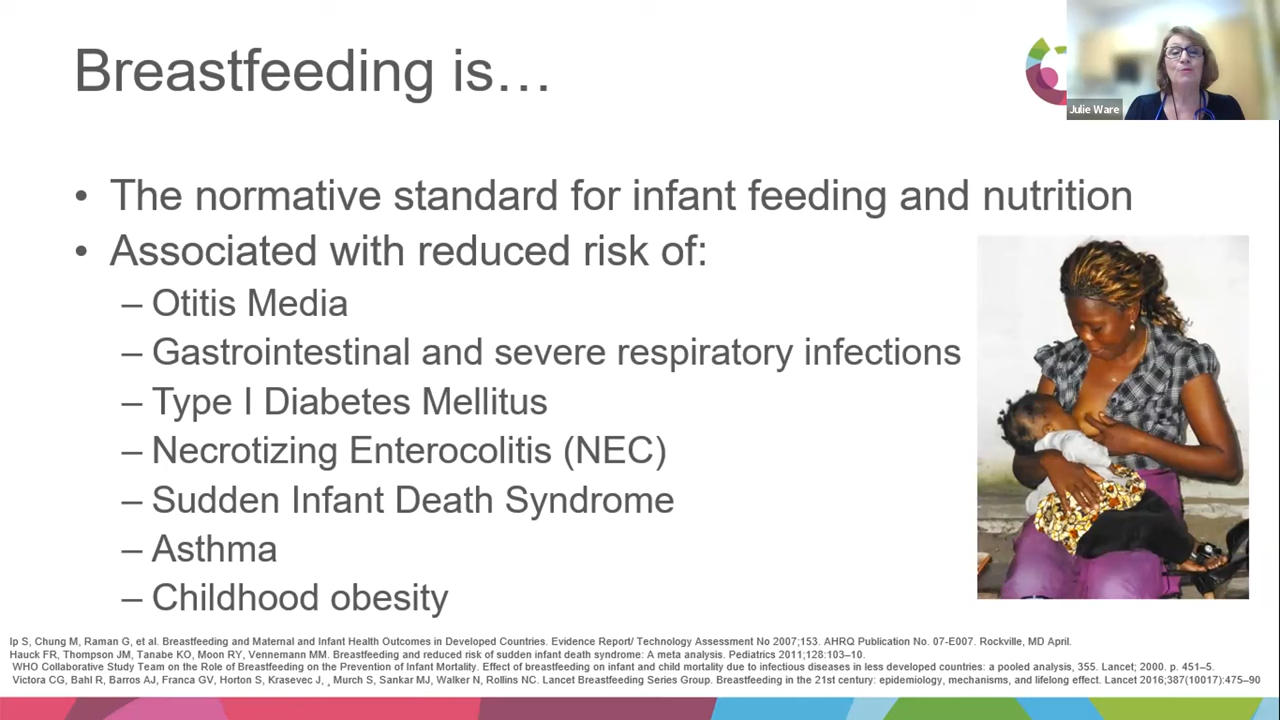 Breastfeeding is…
Julie Ware
• The normative standard for infant feeding and nutrition
• Associated with reduced risk of:
– Otitis Media
– Gastrointestinal and severe respiratory infections
– Type I Diabetes Mellitus
– Necrotizing Enterocolitis (NEC)
– Sudden Infant Death Syndrome
– Asthma
– Childhood obesity
Ip S, Chung M, Raman G, et al. Breastfeeding and Maternal and Infant Health Outcomes in Developed Countries. Evidence Report/ Technology Assessment No 2007;153. AHRQ Publication No. 07-E007. Rockville, MD April.
Hauck FR, Thompson JM, Tanabe KO, Moon RY, Vennemann MM. Breastfeeding and reduced risk of sudden infant death syndrome: A meta analysis. Pediatrics 2011;128:103–10.
WHO Collaborative Study Team on the Role of Breastfeeding on the Prevention of Infant Mortality. Effect of breastfeeding on infant and child mortality due to infectious diseases in less developed countries: a pooled analysis, 355. Lancet; 2000. p. 451–5.
Victora CG, Bahl R, Barros AJ, Franca GV, Horton S, Krasevec J, , Murch S, Sankar MJ, Walker N, Rollins NC. Lancet Breastfeeding Series Group. Breastfeeding in the 21st century: epidemiology, mechanisms, and lifelong effect. Lancet 2016;387(10017):475–90